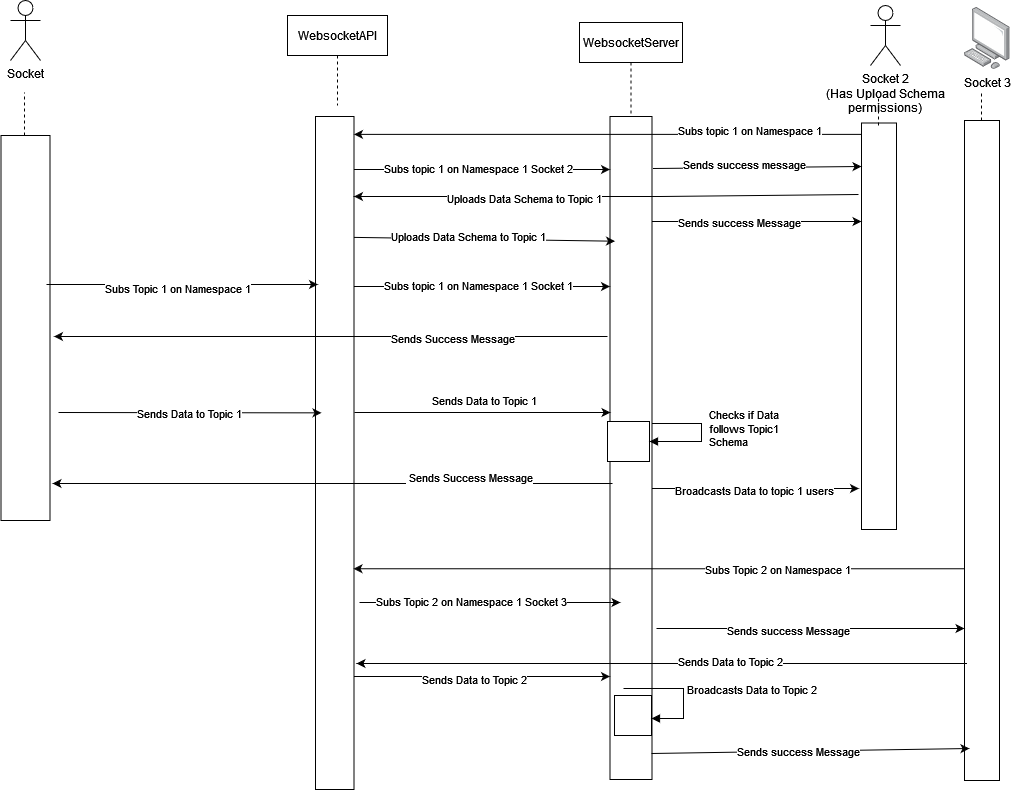 Socket
WebsocketAPI
WebsocketServer
Socket 2
(Has Upload Schema
permissions)
Socket 3
Subs topic 1 on Namespace 1
Subs topic 1 on Namespace 1 Socket 2
Sends success message
Uploads Data Schema to Topic 1
Sends success Message
Uploads Data Schema to Topic 1
Subs Topic 1 on Namespace 1
Subs topic 1 on Namespace 1 Socket 1
Sends Success Message
Sends Data to Topic 1
Sends Data to Topic 1
Checks if Data
follows Topic1
Schema
Sends Success Message
Broadcasts Data to topic 1 users
Subs Topic 2 on Namespace 1
Subs Topic 2 on Namespace 1 Socket 3
Sends success Message
Sends Data to Topic 2
Sends Data to Topic 2
Broadcasts Data to Topic 2
Sends success Message